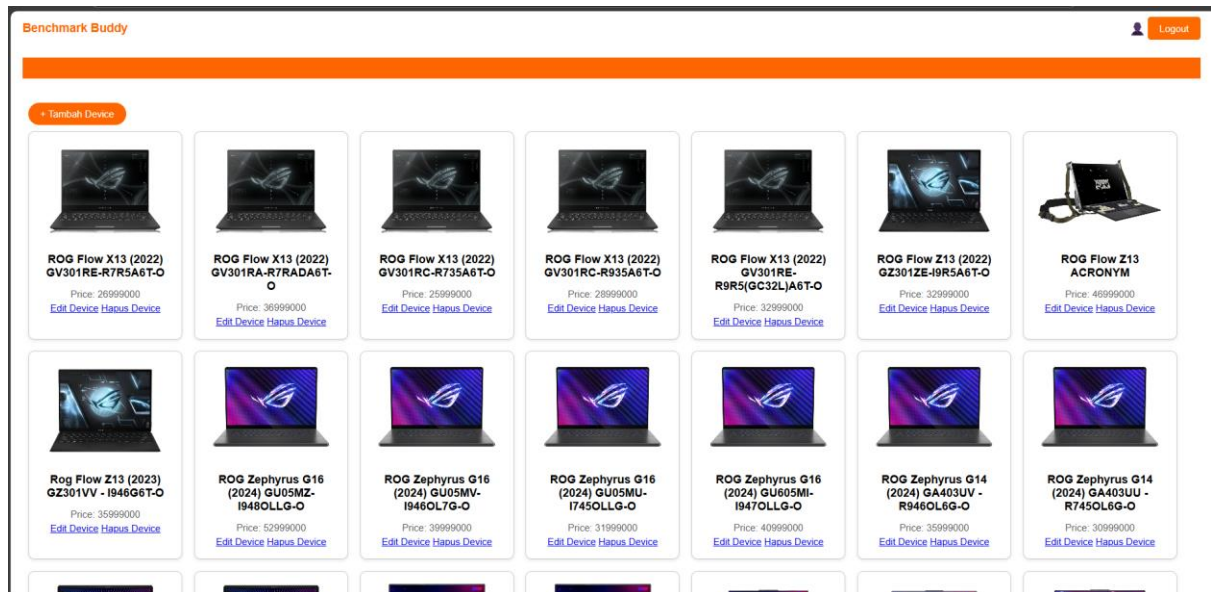 Benchmark Buddy
Logout
+ Tambah Device
ROG Flow X13 (2022)
GV301RE-R7R5A6T-O
Price: 26999000
Edit Device Hapus Device
ROG Flow X13 (2022)
GV301RA-R7RADA6T-
O
Price: 36999000
Edit Device Hapus Device
ROG Flow X13 (2022)
GV301RC-R735A6T-O
Price: 25999000
Edit Device Hapus Device
ROG Flow X13 (2022)
GV301RC-R935A6T-O
Price: 28999000
Edit Device Hapus Device
ROG Flow X13 (2022)
GV301RE-
R9R5(GC32L)A6T-O
Price: 32999000
Edit Device Hapus Device
ROG Flow Z13 (2022)
GZ301ZE-I9R5A6T-O
Price: 32999000
Edit Device Hapus Device
ROG Flow Z13
ACRONYM
Price: 46999000
Edit Device Hapus Device
Rog Flow Z13 (2023)
GZ301VV - I946G6T-O
Price: 35999000
Edit Device Hapus Device
ROG Zephyrus G16
(2024) GU05MZ-
I948OLLG-O
Price: 52999000
Edit Device Hapus Device
ROG Zephyrus G16
(2024) GU05MV-
I946OL7G-O
Price: 39999000
Edit Device Hapus Device
ROG Zephyrus G16
(2024) GU05MU-
I745OLLG-O
Price: 31999000
Edit Device Hapus Device
ROG Zephyrus G16
(2024) GU605MI-
I947OLLG-O
Price: 40999000
Edit Device Hapus Device
ROG Zephyrus G14
(2024) GA403UV -
R946OL6G-O
Price: 35999000
Edit Device Hapus Device
ROG Zephyrus G14
(2024) GA403UU -
R745OL6G-O
Price: 30999000
Edit Device Hapus Device